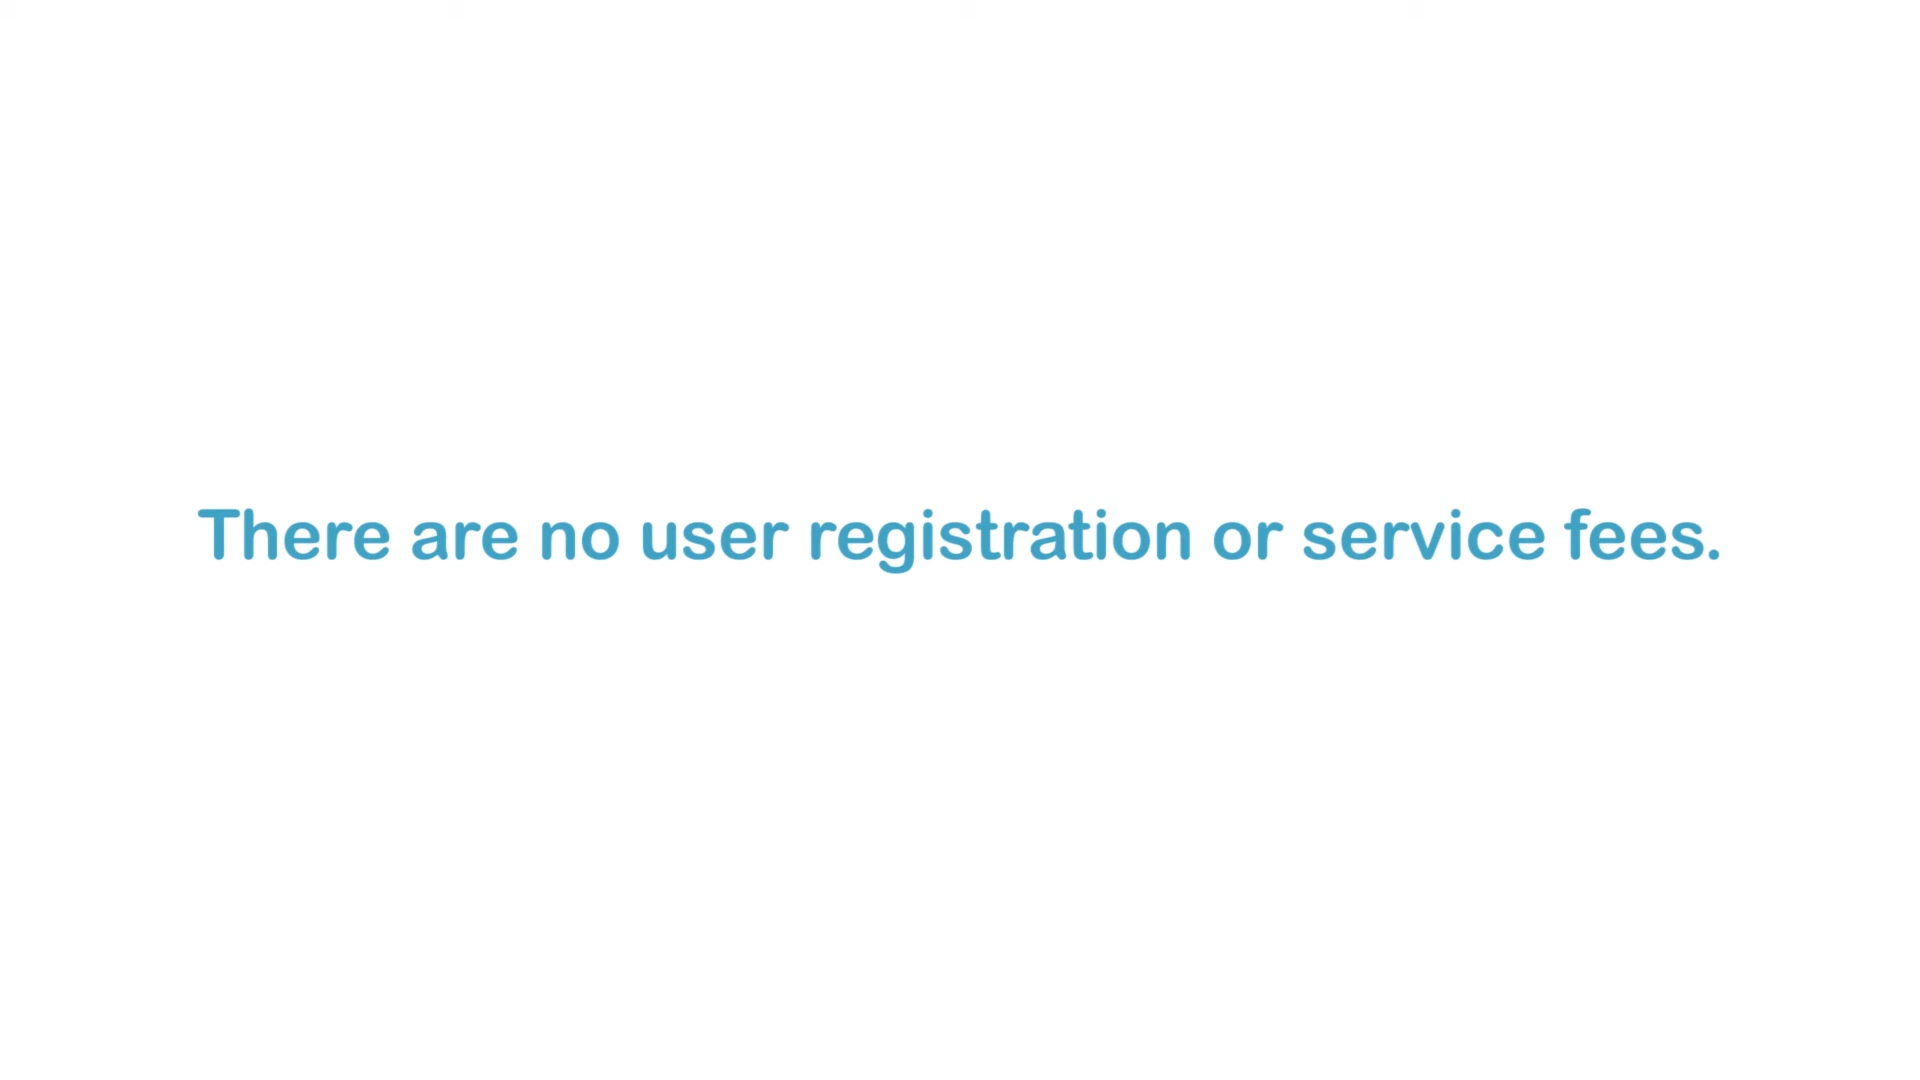 There are no user registration or service fees.